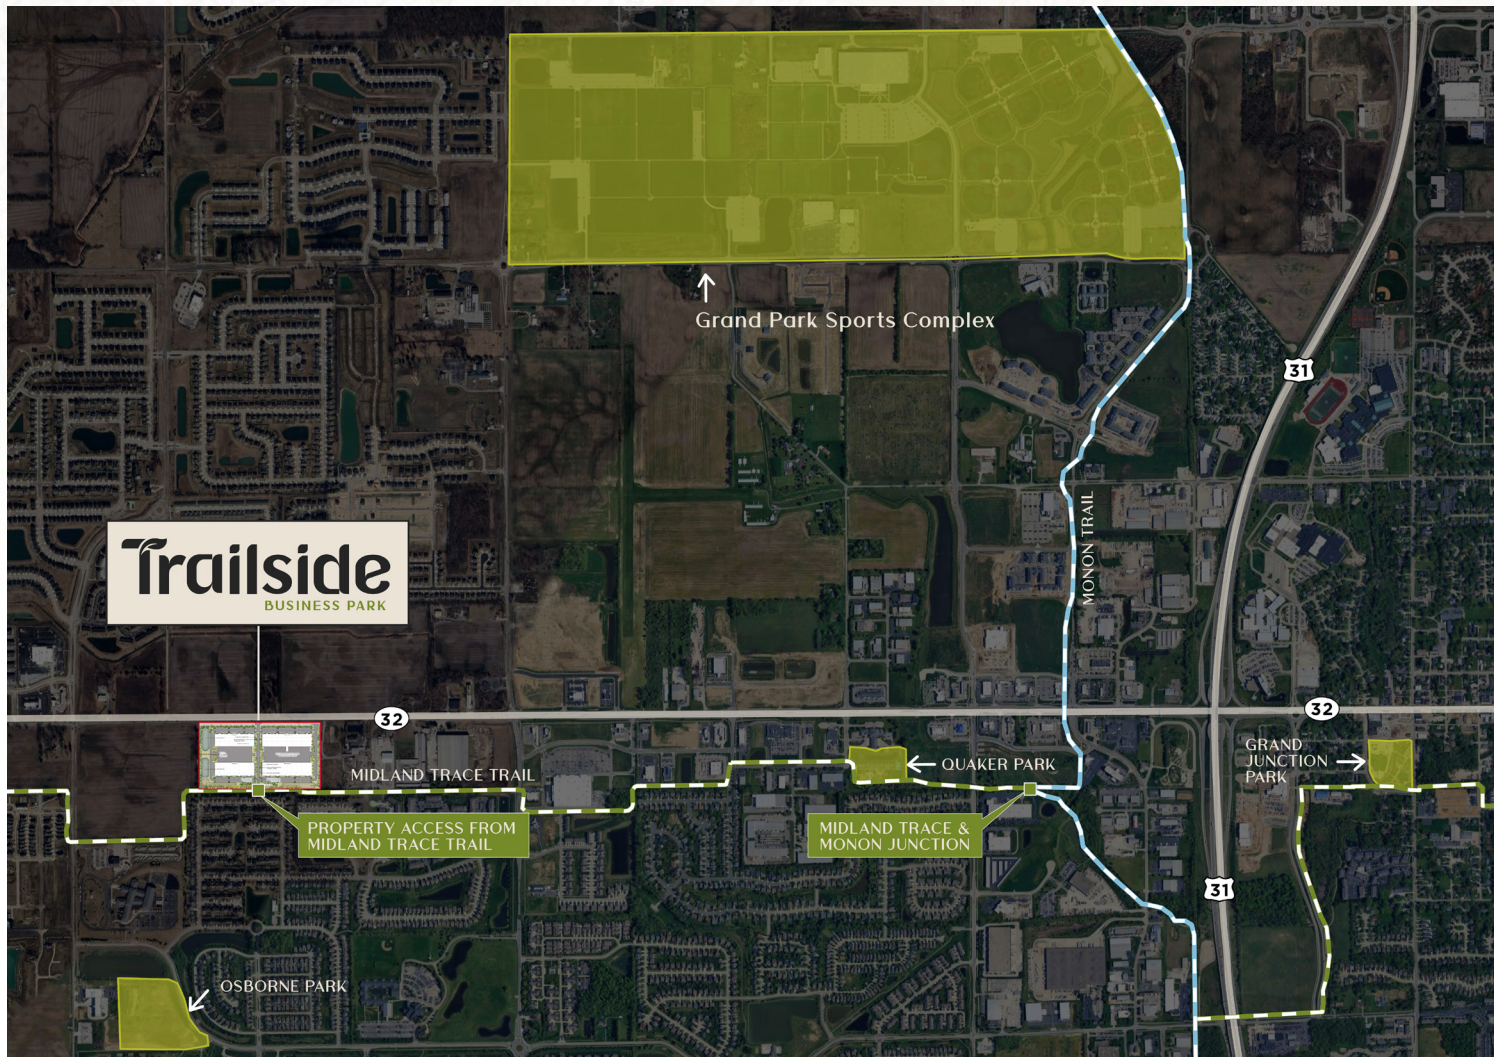 Grand Park Sports Complex
31
MONON TRAIL
Trailside
BUSINESS PARK
32
32
MIDLAND TRACE TRAIL
QUAKER PARK
GRAND
JUNCTION
PARK
PROPERTY ACCESS FROM
MIDLAND TRACE TRAIL
MIDLAND TRACE &
MONON JUNCTION
31
OSBORNE PARK